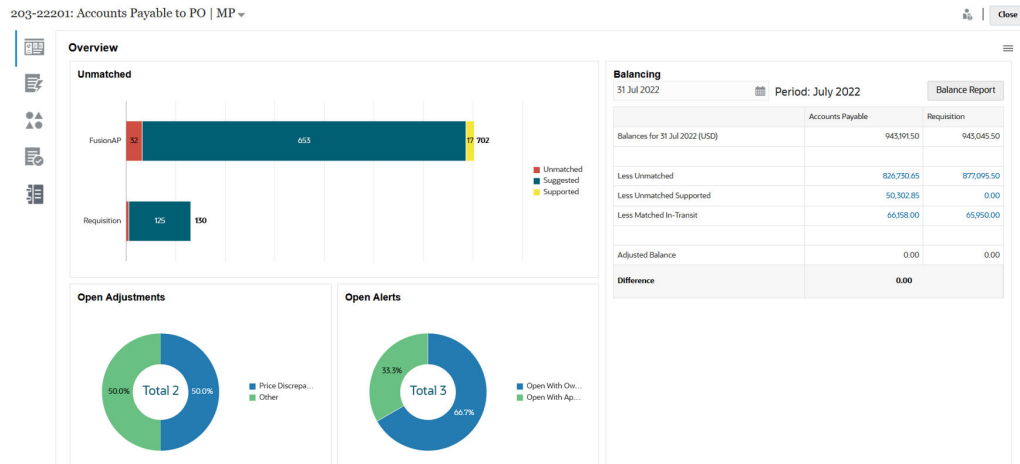 203-22201: Accounts Payable to PO | MP
Close
Overview
Unmatched
FusionAP
32
653
17 702
Requisition
125
130
Unmatched
Suggested
Supported
Balancing
31 Jul 2022
Period: July 2022
Balance Report
Accounts Payable Requisition
Balances for 31 Jul 2022 (USD) 943,191.50 943,045.50
Less Unmatched 826,730.65 877,095.50
Less Unmatched Supported 50,302.85 0.00
Less Matched In-Transit 66,158.00 65,950.00
Adjusted Balance 0.00 0.00
Difference 0.00
Open Adjustments
50.0%
Total 2
50.0%
Price Discrepa...
Other
Open Alerts
33.3%
Total 3
66.7%
Open With Ow...
Open With Ap...